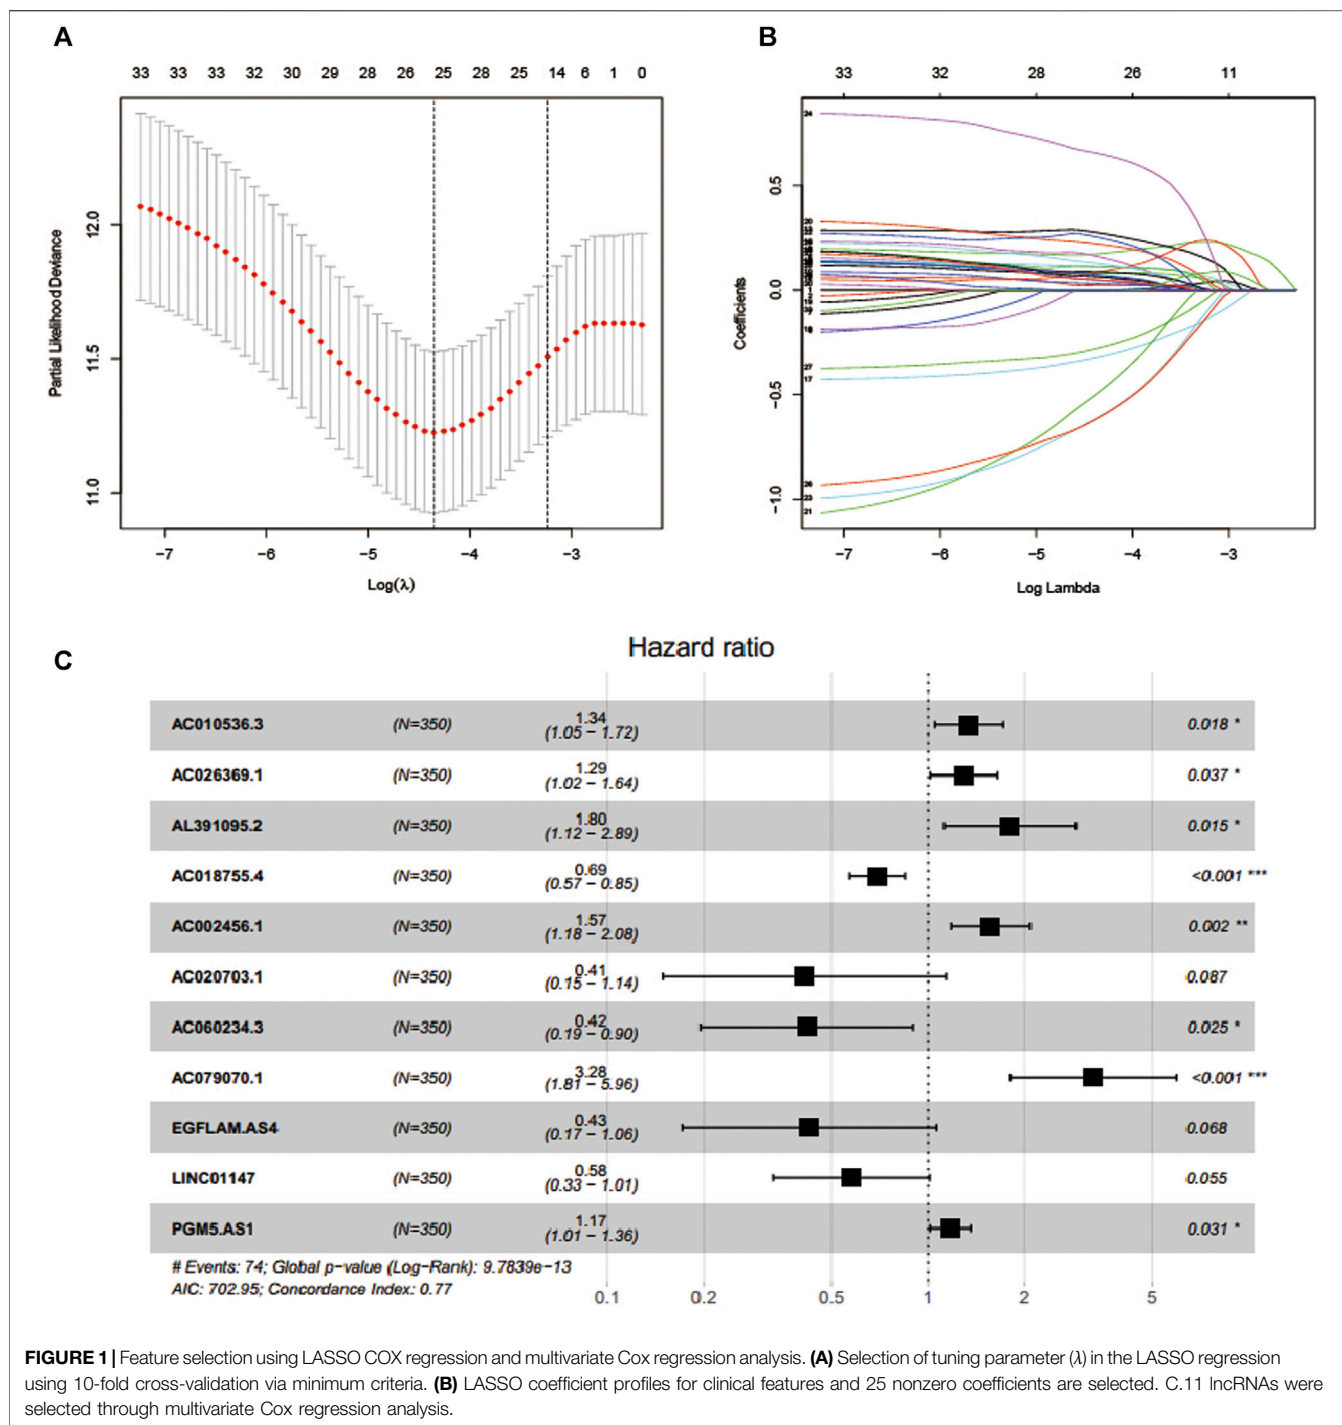 A
33 33 33 32 30 29 28 26 25 28 25 14 6 1 0
Partial Likelihood Deviance
12.0
11.5
11.0
−7 −6 −5 −4 −3
Log(λ)
B
33 32 28 26 11
Coefficients
0.5
0.0
−0.5
−1.0
24
20
18
27
17
26
23
21
−7 −6 −5 −4 −3
Log Lambda
C
Hazard ratio
AC010536.3 (N=350) 1.34 (1.05 − 1.72) 0.018 *
AC026369.1 (N=350) 1.29 (1.02 − 1.64) 0.037 *
AL391095.2 (N=350) 1.80 (1.12 − 2.89) 0.015 *
AC018755.4 (N=350) 0.69 (0.57 − 0.85) <0.001 ***
AC002456.1 (N=350) 1.57 (1.18 − 2.08) 0.002 **
AC020703.1 (N=350) 0.41 (0.15 − 1.14) 0.087
AC060234.3 (N=350) 0.42 (0.19 − 0.90) 0.025 *
AC079070.1 (N=350) 3.28 (1.81 − 5.96) <0.001 ***
EGFLAM.AS4 (N=350) 0.43 (0.17 − 1.06) 0.068
LINC01147 (N=350) 0.58 (0.33 − 1.01) 0.055
PGM5.AS1 (N=350) 1.17 (1.01 − 1.36) 0.031 *
# Events: 74; Global p−value (Log−Rank): 9.7839e−13
AIC: 702.95; Concordance Index: 0.77
0.1 0.2 0.5 1 2 5
FIGURE 1 | Feature selection using LASSO COX regression and multivariate Cox regression analysis. (A) Selection of tuning parameter (λ) in the LASSO regression
using 10-fold cross-validation via minimum criteria. (B) LASSO coefficient profiles for clinical features and 25 nonzero coefficients are selected. C.11 lncRNAs were
selected through multivariate Cox regression analysis.